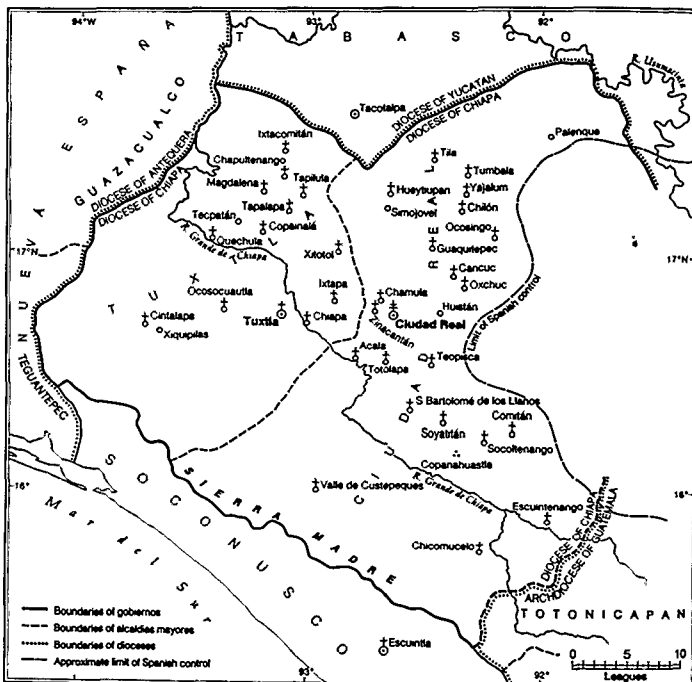 94°W
93°
92°
T A B A S C O
R. Usumacinta
N U E V A E S P A Ñ A
GUAZACUALCO
DIOCESE OF ANTEQUERA
DIOCESE OF CHIAPA
DIOCESE OF YUCATAN
DIOCESE OF CHIAPA
Tacotalpa
Palenque
Ixtacomitán
Chapultenango
Tila
Tumbala
Magdalena
Tapilula
Hueytiupan
Yajalum
Tapalapa
Simojovel
Chilón
Tecpatán
Copainalá
Ocosingo
Quechula
Guaquitepec
17°N
R. Grande de Chiapa
Xitotol
17°N
T U X T L A
Cancuc
Oxchuc
Ocosocuautla
Ixtapa
Chamula
Huistán
Limit of Spanish control
Cintalapa
Tuxtla
Chiapa
Zinacantán
Ciudad Real
Xiquipilas
C I U D A D R E A L
Acala
Totolapa
Teopisca
TEGUANTEPEC
S Bartolomé de los Llanos
Comitán
Soyatitán
Socoltenango
Copanahuastla
16°
SIERRA MADRE
Valle de Custepeques
R. Grande de Chiapa
16°
Escuintenango
S O C O N U S C O
Mar del Sur
Chicomucelo
DIOCESE OF CHIAPA
ARCHDIOCESE OF GUATEMALA
TOTONICAPAN
Boundaries of gobiernos
Boundaries of alcaldías mayores
Boundaries of dioceses
Approximate limit of Spanish control
Escuintla
93°
92°
0 10
Leagues